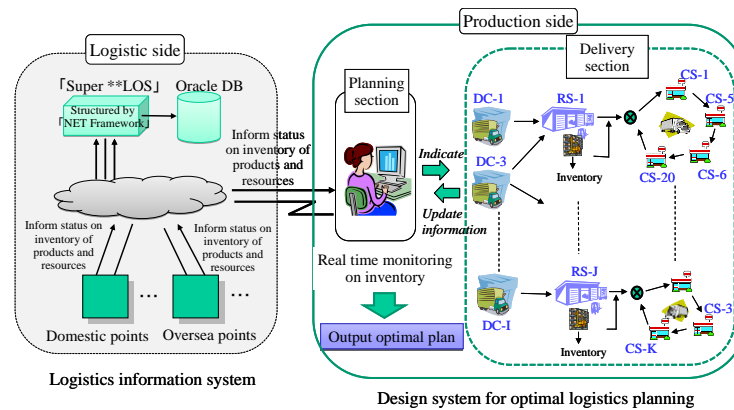 Logistic side
「Super **LOS」
Oracle DB
Structured by
「NET Framework」
Inform status
on inventory of
products and
resources
Inform status on
inventory of
products and
resources
Inform status on
inventory of
products and
resources
...
...
Domestic points
Oversea points
Logistics information system
Production side
Planning
section
Indicate
Update
information
Real time monitoring
on inventory
Output optimal plan
Delivery
section
DC-1
RS-1
CS-1
CS-5
DC-3
Inventory
CS-20
CS-6
RS-J
DC-I
Inventory
CS-3
CS-K
Design system for optimal logistics planning